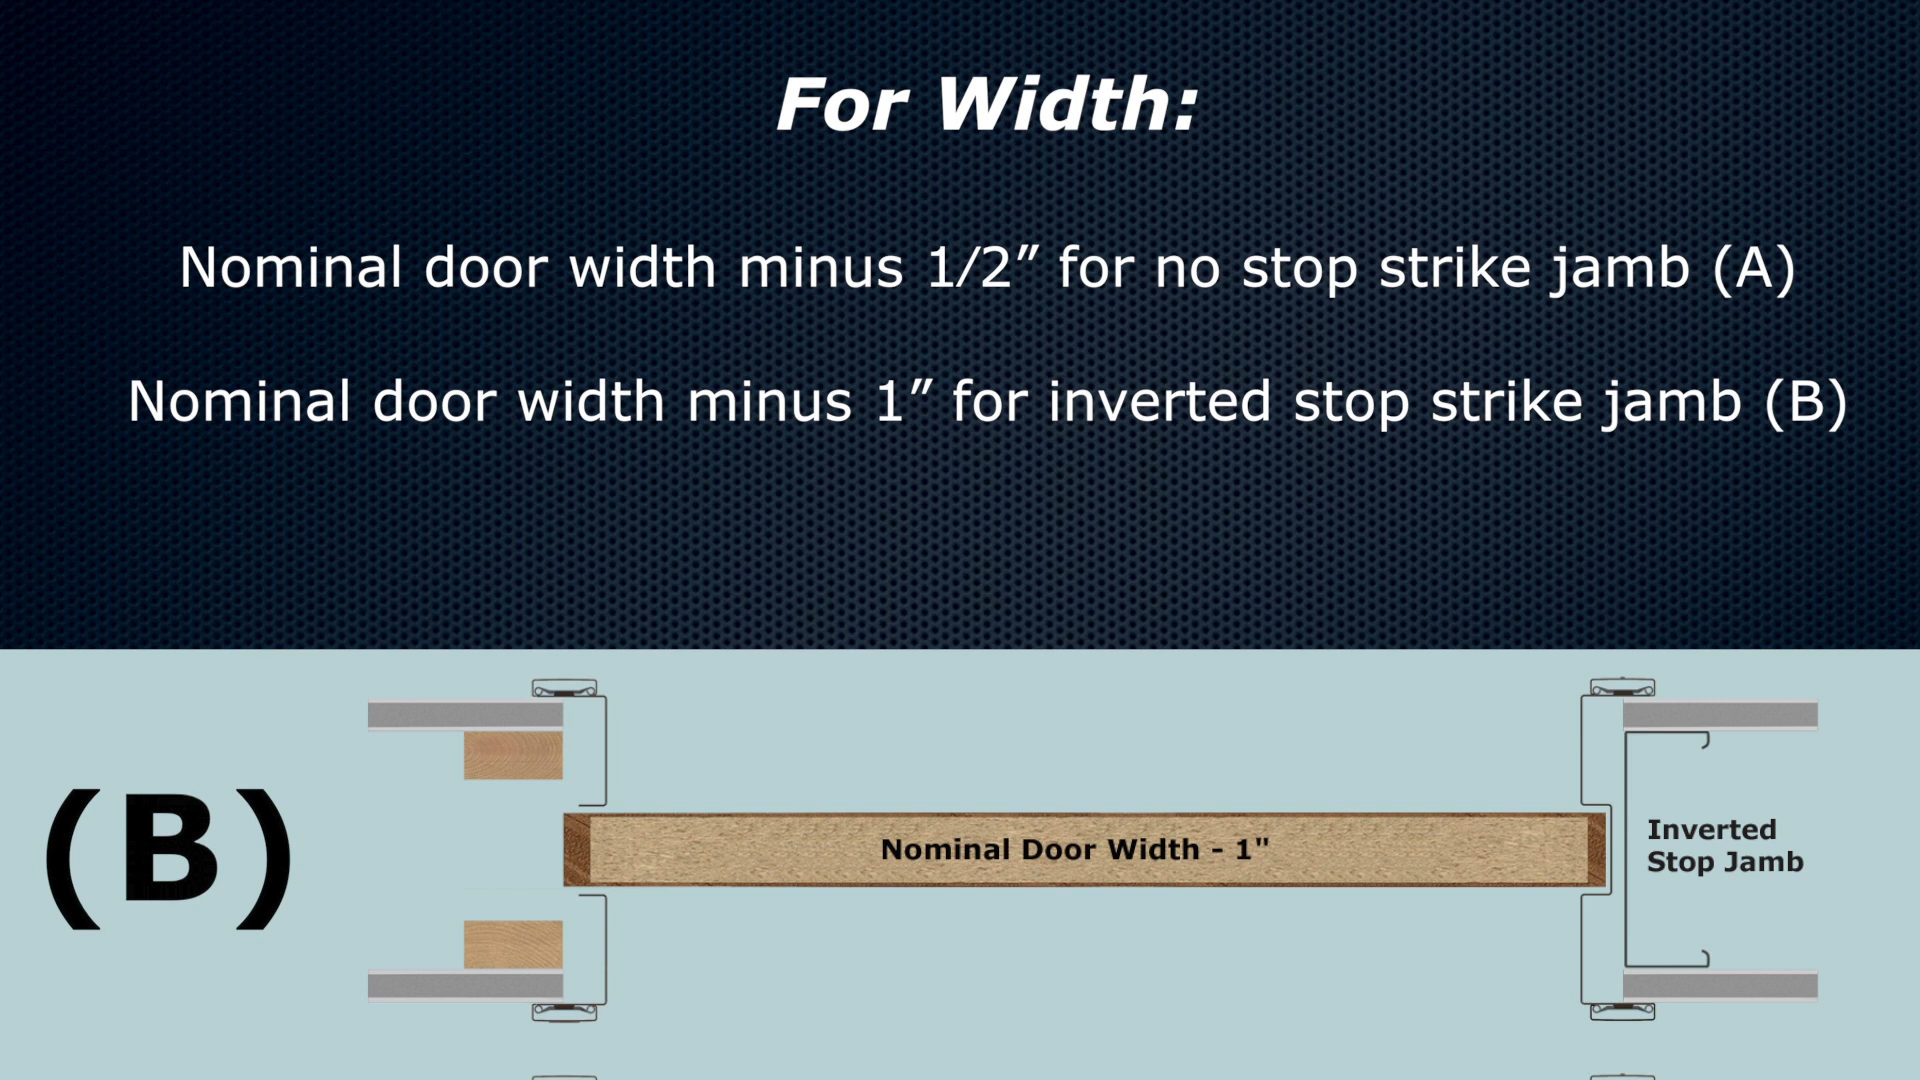 For Width:
Nominal door width minus 1/2” for no stop strike jamb (A)
Nominal door width minus 1” for inverted stop strike jamb (B)
(B)
Nominal Door Width - 1"
Inverted
Stop Jamb